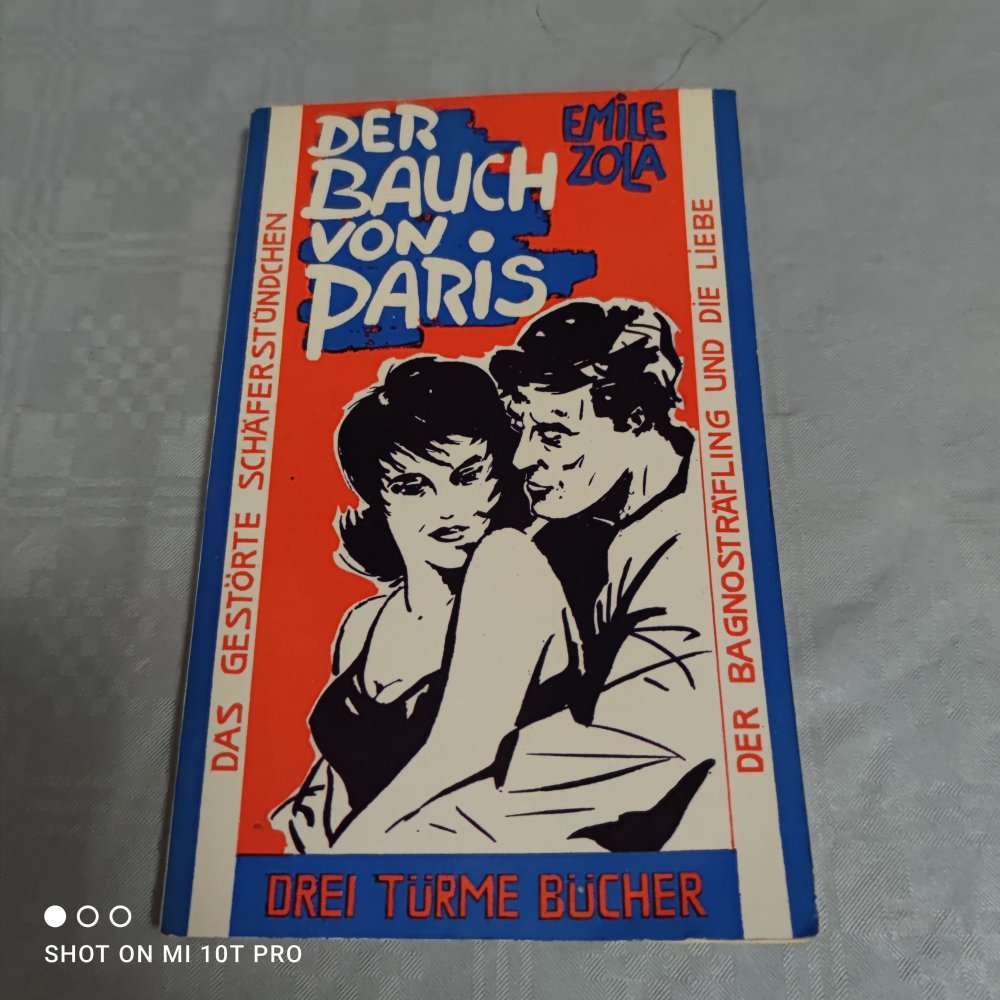 DER
BAUCH
VON
PARIS
EMILE
ZOLA
DAS GESTÖRTE SCHÄFERSTÜNDCHEN
DER BAGNOSTRÄFLING UND DIE LIEBE
DREI TÜRME BÜCHER
SHOT ON MI 10T PRO